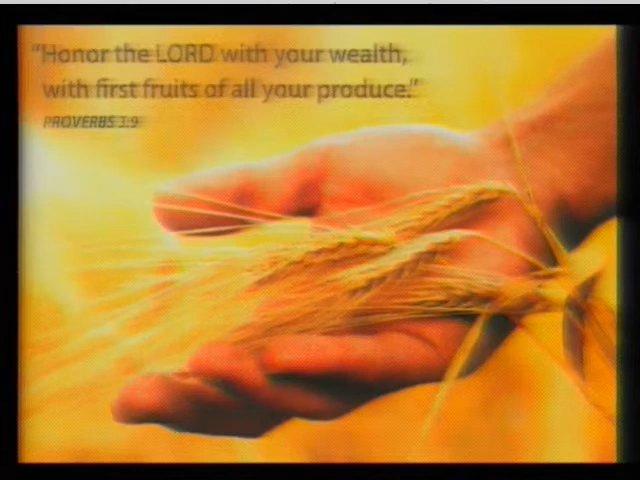 “Honor the LORD with your wealth,
with first fruits of all your produce.”
PROVERBS 3:9